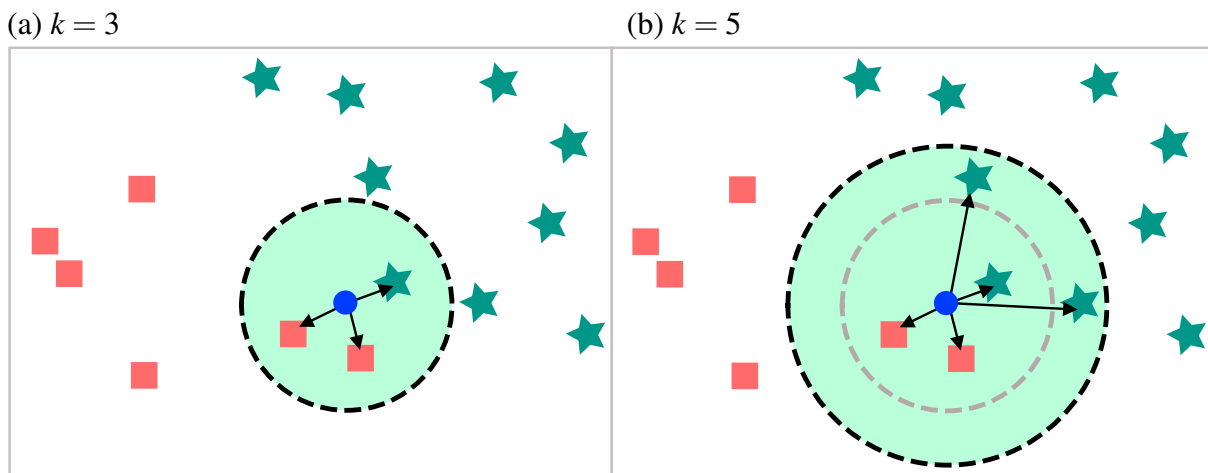 (a) k = 3
(b) k = 5